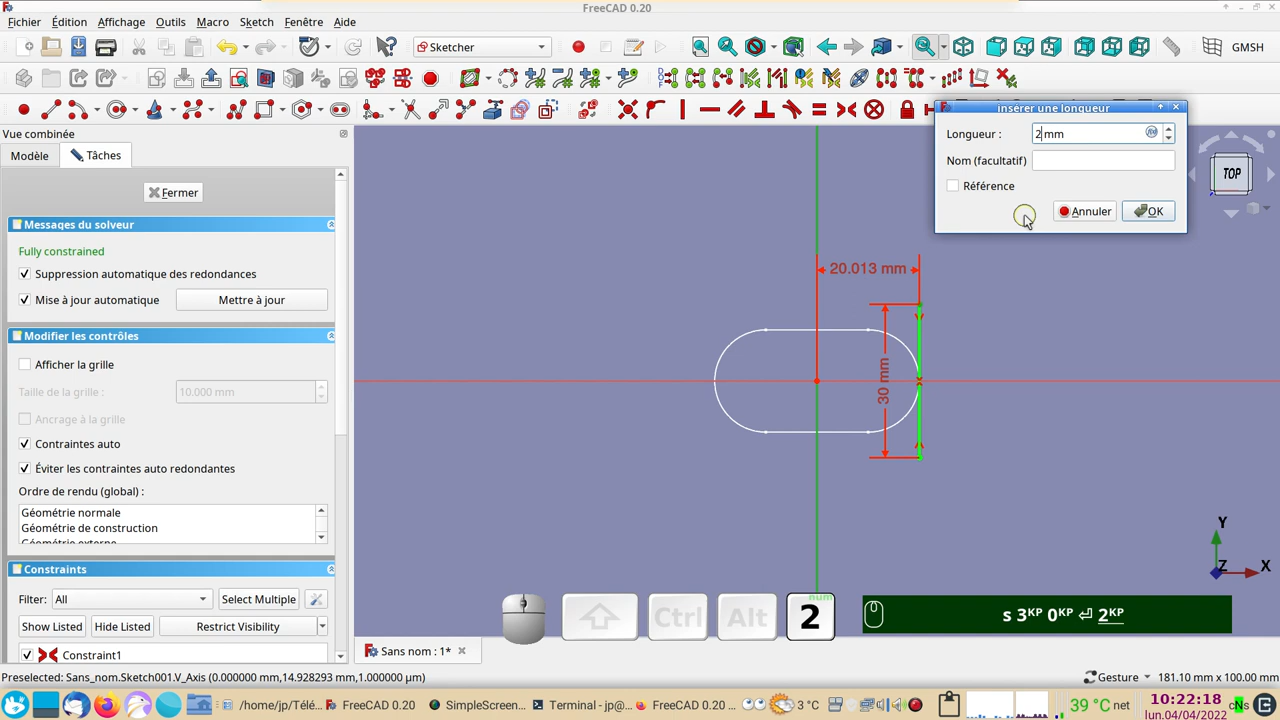 FreeCAD 0.20
Fichier Édition Affichage Outils Macro Sketch Fenêtre Aide
Sketcher
GMSH
Vue combinée
insérer une longueur
Modèle Tâches
Longueur : 2 mm
Nom (facultatif)
Référence
Annuler OK
Fermer
TOP
Messages du solveur
Fully constrained
Suppression automatique des redondances
Mise à jour automatique Mettre à jour
20.013 mm
30 mm
Modifier les contrôles
Afficher la grille
Taille de la grille : 10.000 mm
Ancrage à la grille
Contraintes auto
Éviter les contraintes auto redondantes
Ordre de rendu (global) :
Géométrie normale
Géométrie de construction
Géométrie externe
Constraints
Filter: All Select Multiple
Show Listed Hide Listed Restrict Visibility
Constraint1
Y
Z X
Ctrl Alt num 2
s 3KP 0KP ⏎ 2KP
Sans nom : 1*
Preselected: Sans_nom.Sketch001.V_Axis (0.000000 mm,14.928293 mm,1.000000 µm) Gesture 181.10 mm x 100.00 mm
/home/jp/Télé... FreeCAD 0.20 SimpleScreen... Terminal - jp@... FreeCAD 0.20 ... 3 °C 39 °C net 10:22:18
lun.04/04/2022